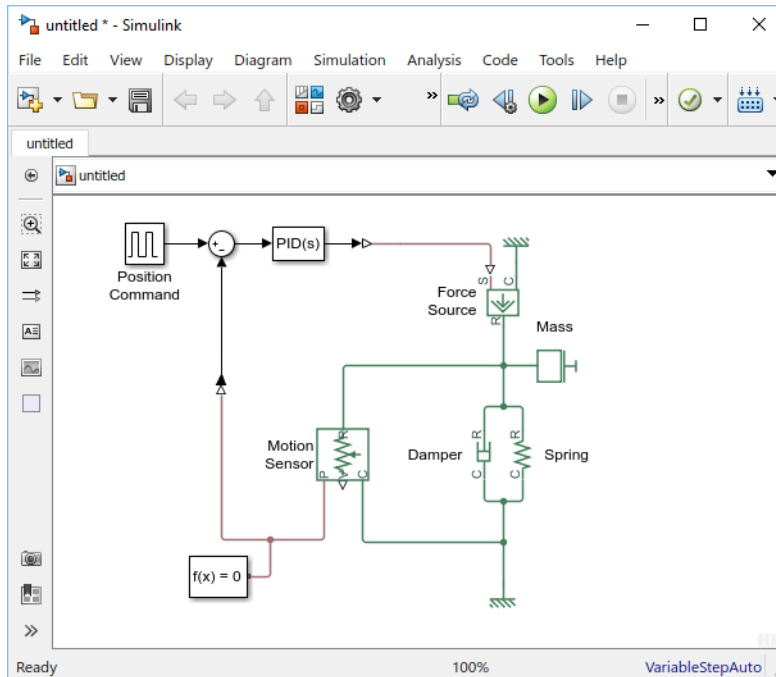 untitled * - Simulink
File Edit View Display Diagram Simulation Analysis Code Tools Help
»
»
untitled
untitled
Position
Command
+
-
PID(s)
Force
Source
S
C
R
Mass
Motion
Sensor
R
P
V
C
Damper
R
C
R
C
Spring
f(x) = 0
A
»
Ready 100% VariableStepAuto